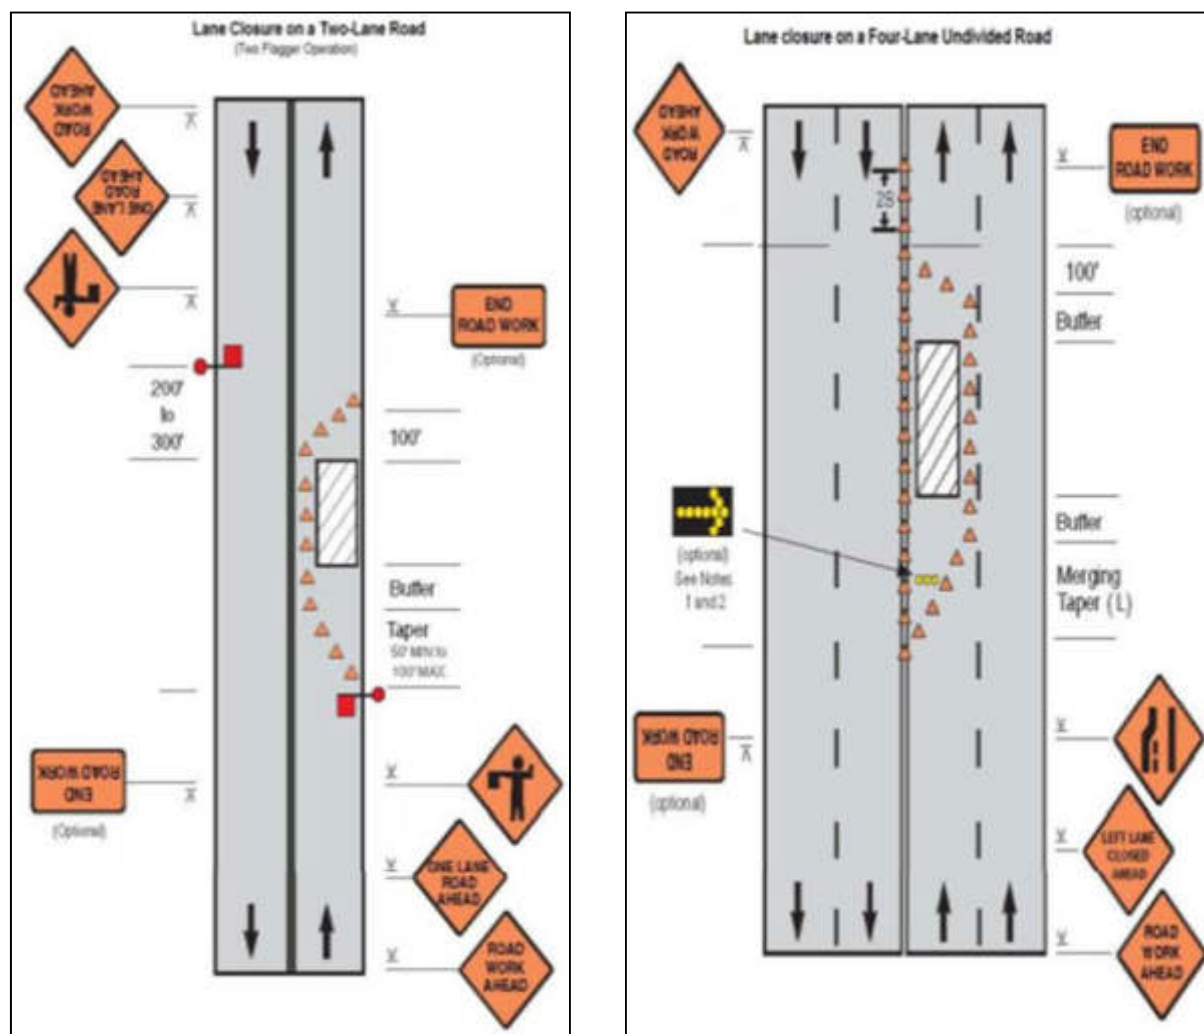 Lane Closure on a Two-Lane Road
(Two Flagger Operation)
ROAD
WORK
AHEAD
ONE LANE
ROAD
AHEAD
END
ROAD WORK
(Optional)
200'
to
300'
100'
Buffer
Taper
50' MIN to
100' MAX
END
ROAD WORK
(Optional)
ONE LANE
ROAD
AHEAD
ROAD
WORK
AHEAD
Lane closure on a Four-Lane Undivided Road
ROAD
WORK
AHEAD
END
ROAD WORK
(optional)
2S
100'
Buffer
(optional)
See Notes
1 and 2
Buffer
Merging
Taper (L)
END
ROAD WORK
(optional)
LEFT LANE
CLOSED
AHEAD
ROAD
WORK
AHEAD